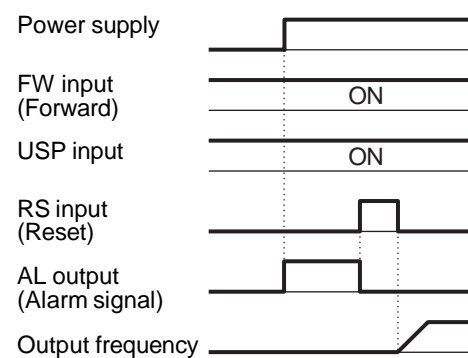 Power supply
FW input
(Forward)
ON
USP input
ON
RS input
(Reset)
AL output
(Alarm signal)
Output frequency